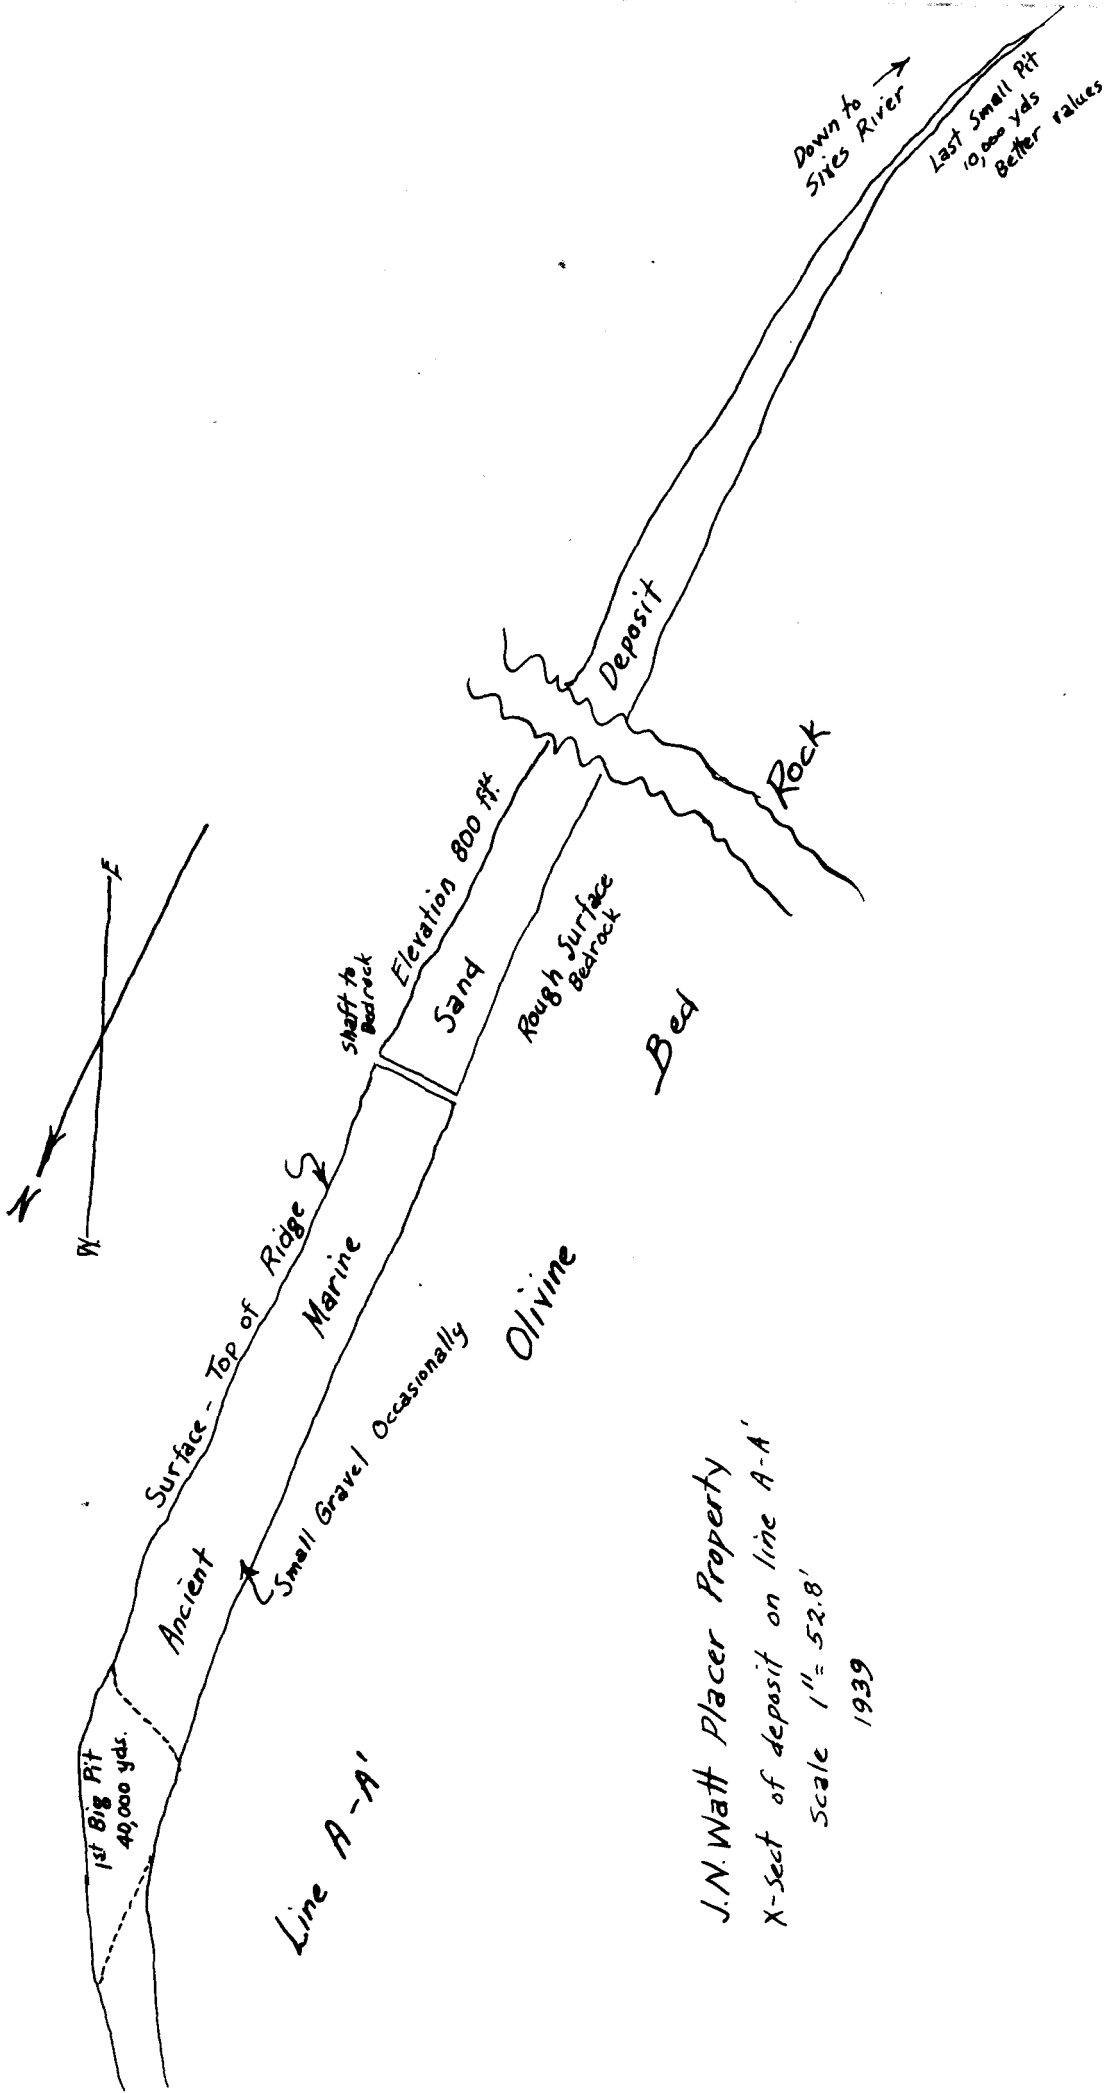 J.N. Watt Placer Property
X-Sect of deposit on line A-A'
Scale 1" = 52.8'
1939
Line A-A'
1st Big Pit
40,000 yds.
Surface - Top of Ridge
Ancient Marine Sand Deposit
Small Gravel Occasionally
shaft to
Bedrock
Elevation 800 ft.
Rough Surface
Bedrock
Olivine Bed Rock
Down to
Sixes River
Last Small Pit
10,000 yds
Better values
N
W
E